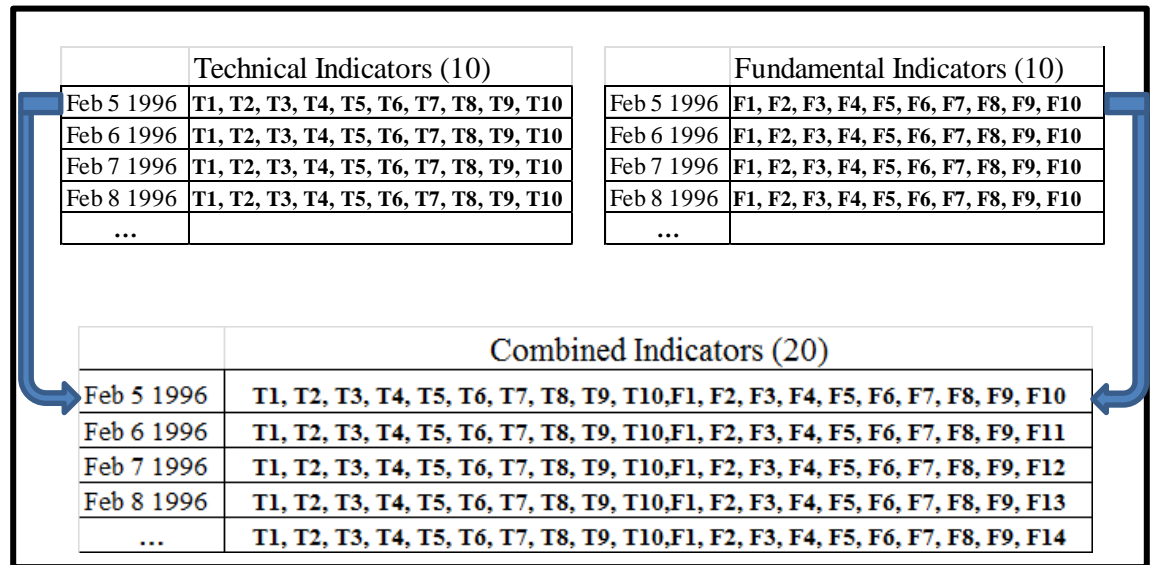 Technical Indicators (10)
Feb 5 1996 T1, T2, T3, T4, T5, T6, T7, T8, T9, T10
Feb 6 1996 T1, T2, T3, T4, T5, T6, T7, T8, T9, T10
Feb 7 1996 T1, T2, T3, T4, T5, T6, T7, T8, T9, T10
Feb 8 1996 T1, T2, T3, T4, T5, T6, T7, T8, T9, T10
...
Fundamental Indicators (10)
Feb 5 1996 F1, F2, F3, F4, F5, F6, F7, F8, F9, F10
Feb 6 1996 F1, F2, F3, F4, F5, F6, F7, F8, F9, F10
Feb 7 1996 F1, F2, F3, F4, F5, F6, F7, F8, F9, F10
Feb 8 1996 F1, F2, F3, F4, F5, F6, F7, F8, F9, F10
...
Combined Indicators (20)
Feb 5 1996 T1, T2, T3, T4, T5, T6, T7, T8, T9, T10,F1, F2, F3, F4, F5, F6, F7, F8, F9, F10
Feb 6 1996 T1, T2, T3, T4, T5, T6, T7, T8, T9, T10,F1, F2, F3, F4, F5, F6, F7, F8, F9, F11
Feb 7 1996 T1, T2, T3, T4, T5, T6, T7, T8, T9, T10,F1, F2, F3, F4, F5, F6, F7, F8, F9, F12
Feb 8 1996 T1, T2, T3, T4, T5, T6, T7, T8, T9, T10,F1, F2, F3, F4, F5, F6, F7, F8, F9, F13
... T1, T2, T3, T4, T5, T6, T7, T8, T9, T10,F1, F2, F3, F4, F5, F6, F7, F8, F9, F14